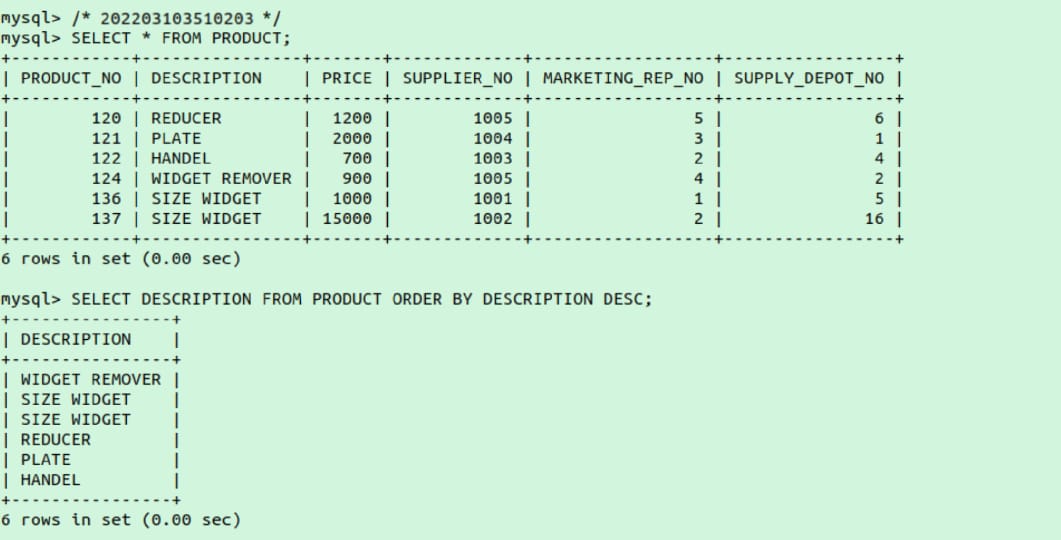 mysql> /* 202203103510203 */
mysql> SELECT * FROM PRODUCT;
+------------+----------------+-------+-------------+------------------+-----------------+
| PRODUCT_NO | DESCRIPTION    | PRICE | SUPPLIER_NO | MARKETING_REP_NO | SUPPLY_DEPOT_NO |
+------------+----------------+-------+-------------+------------------+-----------------+
|        120 | REDUCER        |  1200 |        1005 |                5 |               6 |
|        121 | PLATE          |  2000 |        1004 |                3 |               1 |
|        122 | HANDEL         |   700 |        1003 |                2 |               4 |
|        124 | WIDGET REMOVER |   900 |        1005 |                4 |               2 |
|        136 | SIZE WIDGET    |  1000 |        1001 |                1 |               5 |
|        137 | SIZE WIDGET    | 15000 |        1002 |                2 |              16 |
+------------+----------------+-------+-------------+------------------+-----------------+
6 rows in set (0.00 sec)
mysql> SELECT DESCRIPTION FROM PRODUCT ORDER BY DESCRIPTION DESC;
+----------------+
| DESCRIPTION    |
+----------------+
| WIDGET REMOVER |
| SIZE WIDGET    |
| SIZE WIDGET    |
| REDUCER        |
| PLATE          |
| HANDEL         |
+----------------+
6 rows in set (0.00 sec)